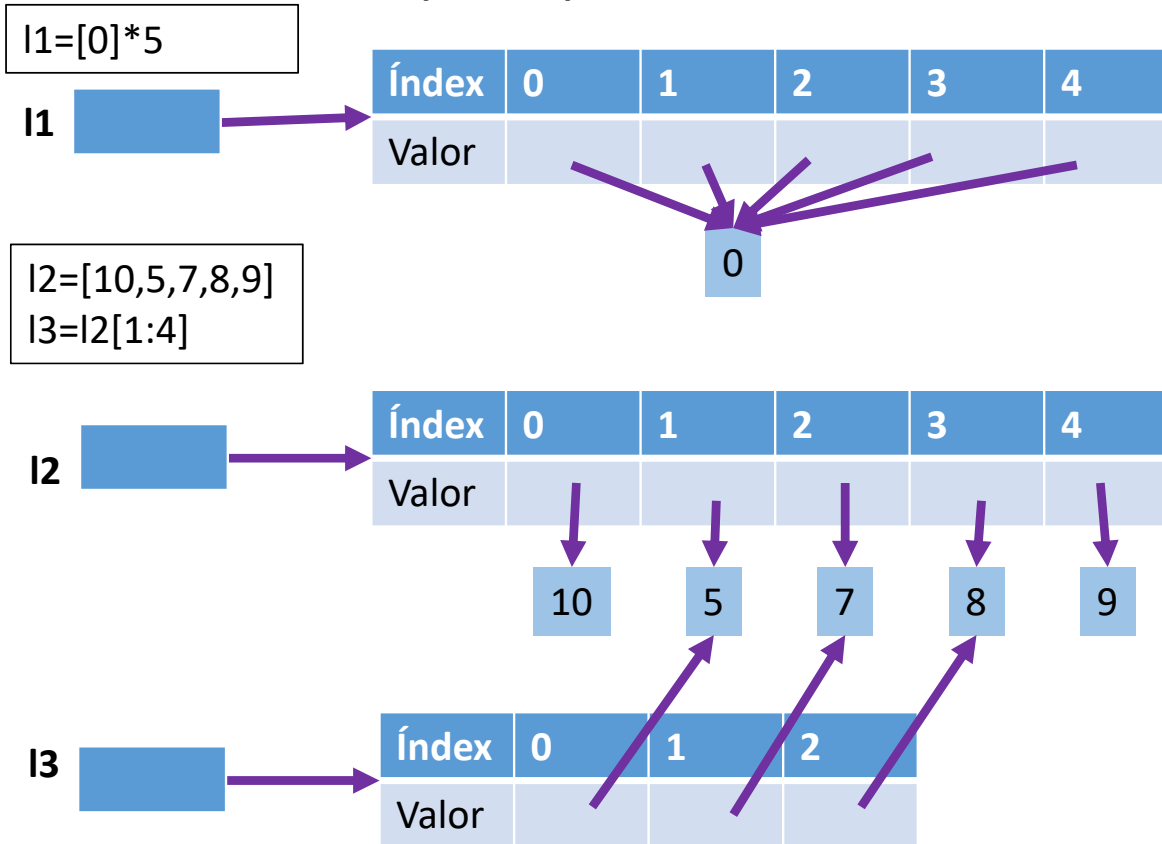 l1=[0]*5
Índex 0 1 2 3 4
l1
Valor
0
l2=[10,5,7,8,9]
l3=l2[1:4]
Índex 0 1 2 3 4
l2
Valor
10 5 7 8 9
Índex 0 1 2
l3
Valor